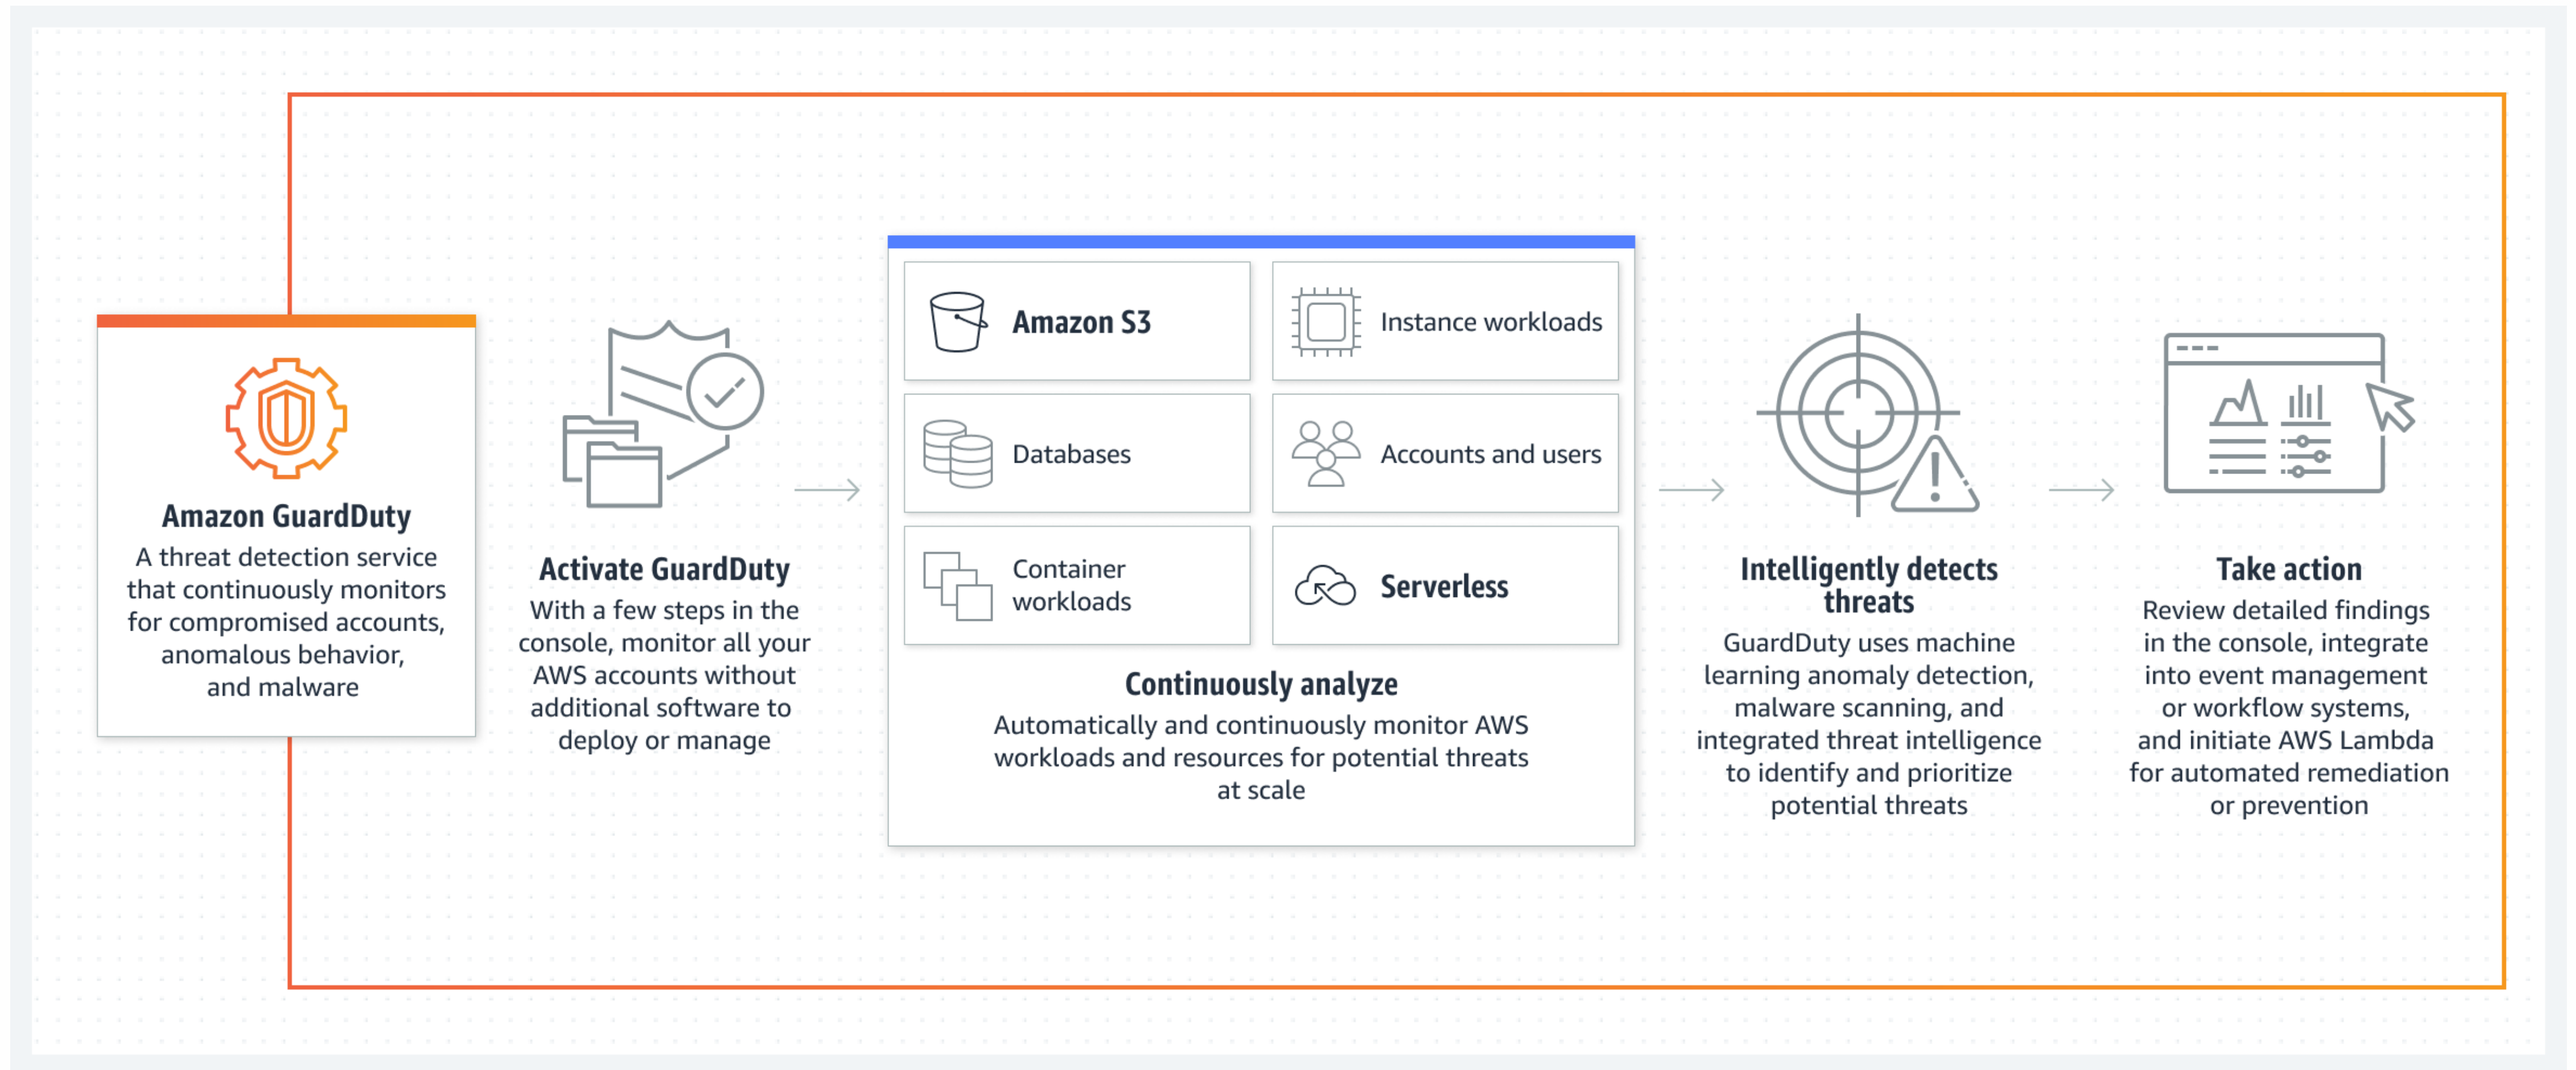 Amazon GuardDuty
A threat detection service
that continuously monitors
for compromised accounts,
anomalous behavior,
and malware
Activate GuardDuty
With a few steps in the
console, monitor all your
AWS accounts without
additional software to
deploy or manage
Amazon S3
Instance workloads
Databases
Accounts and users
Container
workloads
Serverless
Continuously analyze
Automatically and continuously monitor AWS
workloads and resources for potential threats
at scale
Intelligently detects
threats
GuardDuty uses machine
learning anomaly detection,
malware scanning, and
integrated threat intelligence
to identify and prioritize
potential threats
Take action
Review detailed findings
in the console, integrate
into event management
or workflow systems,
and initiate AWS Lambda
for automated remediation
or prevention